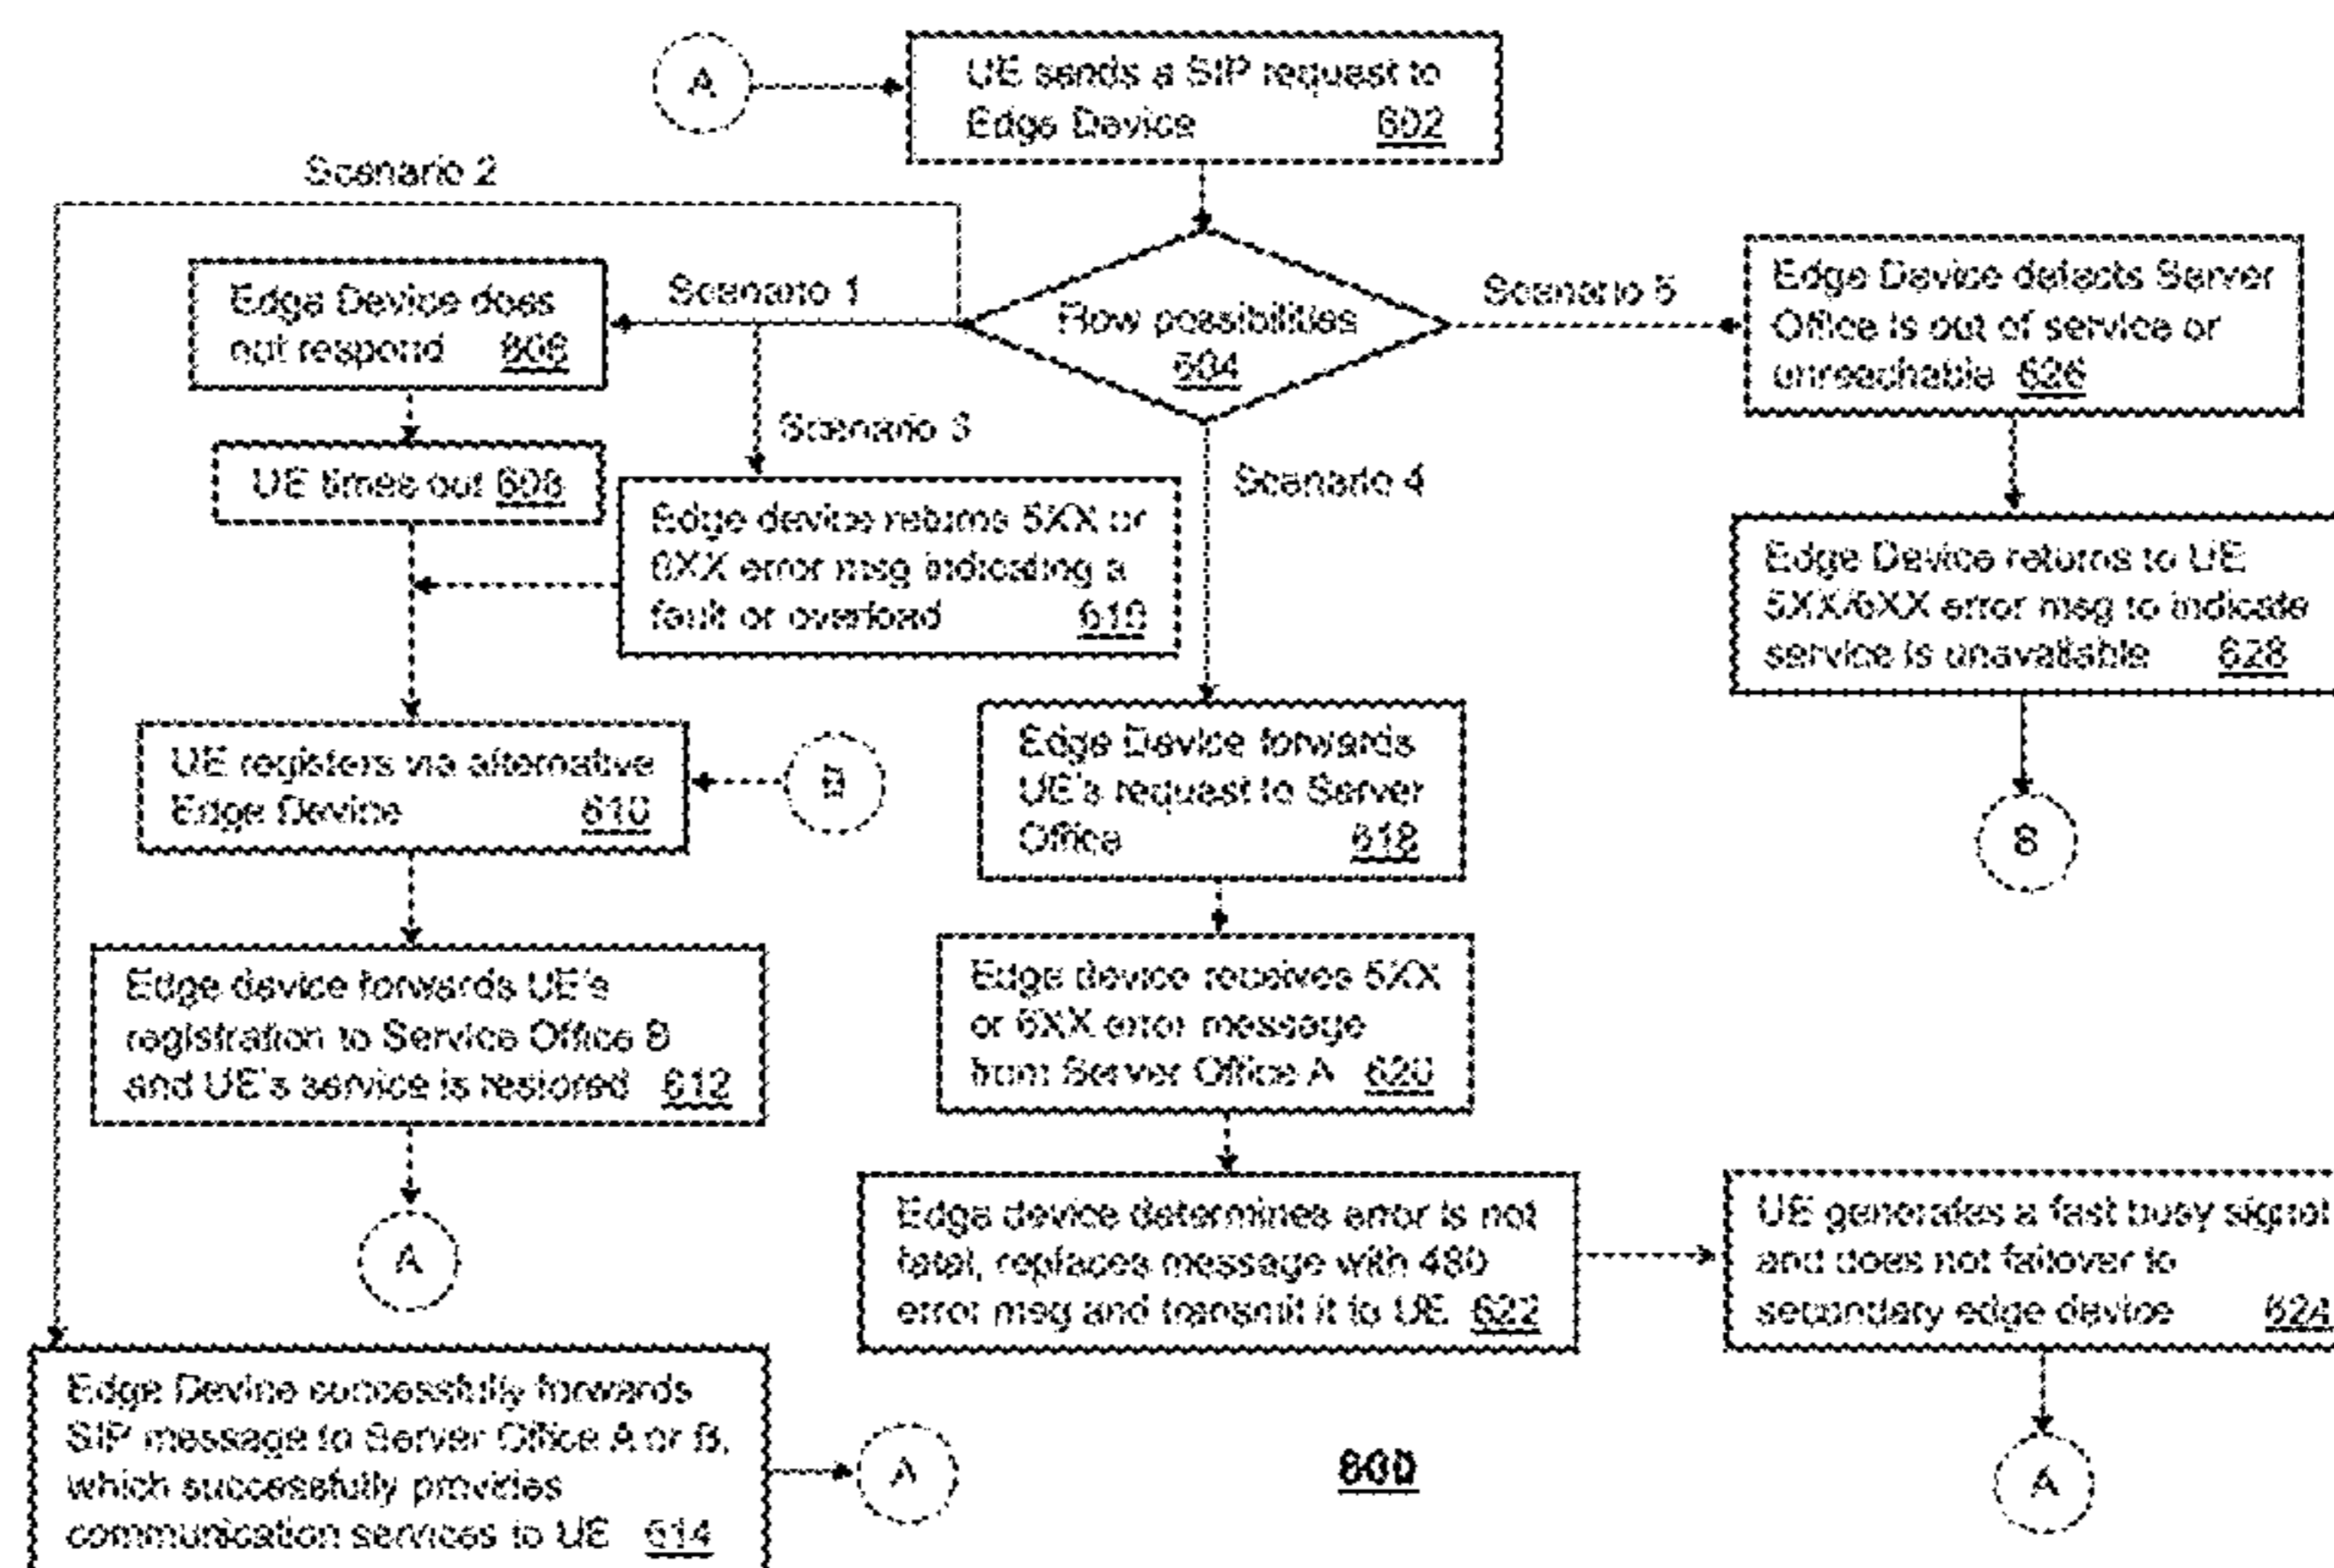 A
UE sends a SIP request to
Edge Device 602
Scenario 2
Scenario 1
Flow possibilities
604
Scenario 5
Edge Device does
not respond 606
UE times out 608
Scenario 3
Edge device returns 5XX or
6XX error msg indicating a
fault or overload
Scenario 4
Edge Device detects Server
Office is out of service or
unreachable 626
Edge Device returns to UE
5XX/6XX error msg to indicate
service is unavailable 628
B
UE registers via alternative
Edge Device 610
B
Edge Device forwards
UE's request to Server
Office 618
Edge device forwards UE's
registration to Service Office B
and UE's service is restored 612
A
Edge device receives 5XX
or 6XX error message
from Server Office A 620
Edge device determines error is not
fatal, replaces message with 480
error msg and transmit it to UE 622
UE generates a fast busy signal
and does not failover to
secondary edge device 624
A
Edge Device successfully forwards
SIP message to Server Office A or B,
which successfully provides
communication services to UE 614
A
600